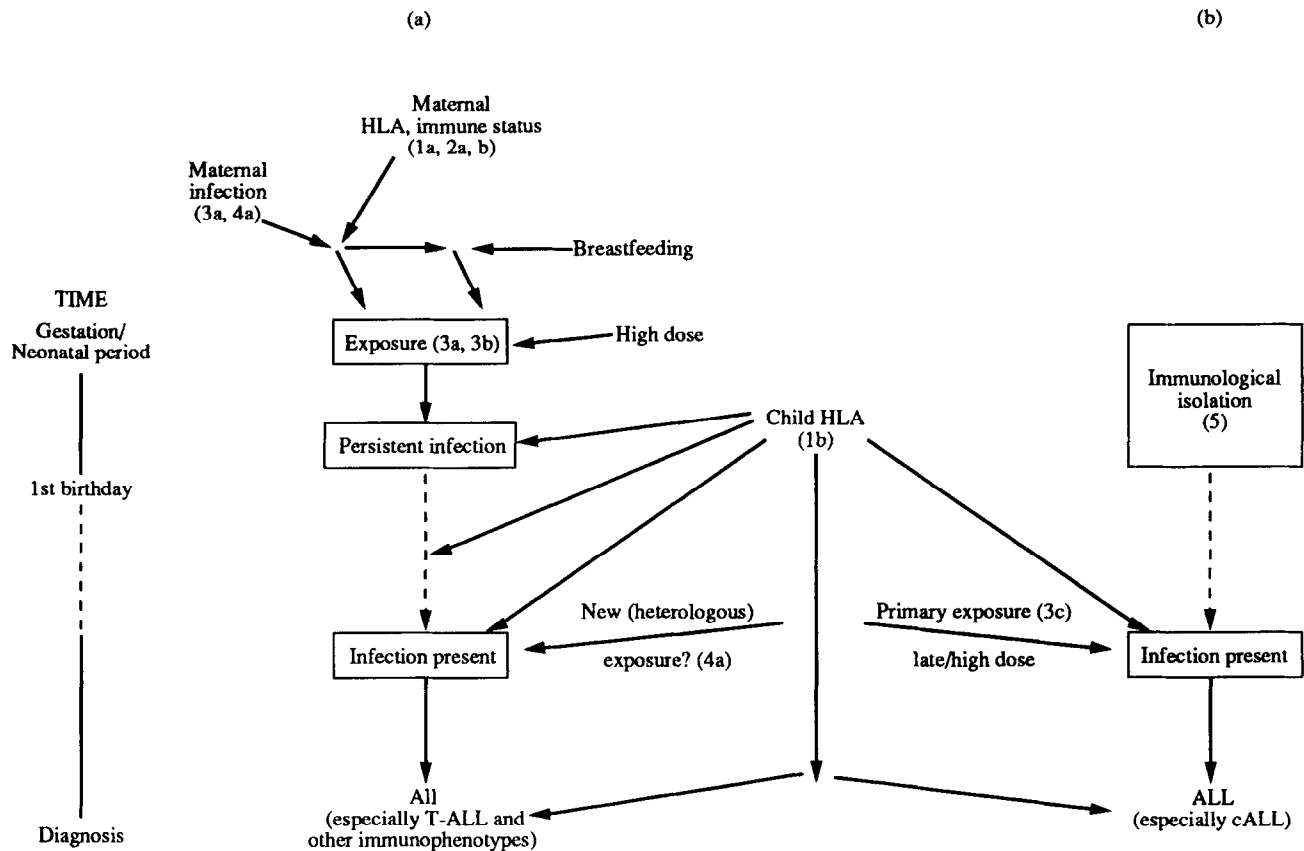 (a)
(b)
Maternal
HLA, immune status
(1a, 2a, b)
Maternal
infection
(3a, 4a)
Breastfeeding
TIME
Gestation/
Neonatal period
Exposure (3a, 3b)
High dose
Immunological
isolation
(5)
Child HLA
(1b)
Persistent infection
1st birthday
New (heterologous)
exposure? (4a)
Primary exposure (3c)
late/high dose
Infection present
Infection present
All
(especially T-ALL and
other immunophenotypes)
ALL
(especially cALL)
Diagnosis